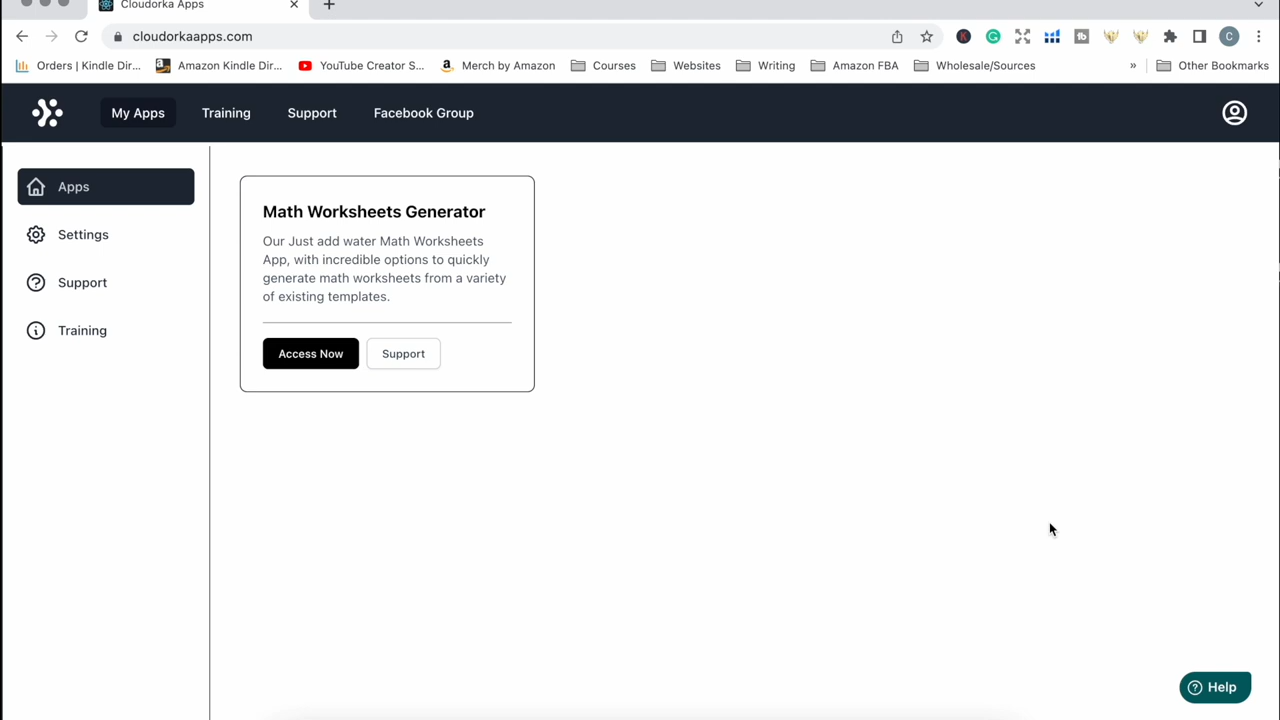 Cloudorka Apps
cloudorkaapps.com
Orders | Kindle Dir... Amazon Kindle Dir... YouTube Creator S... Merch by Amazon Courses Websites Writing Amazon FBA Wholesale/Sources » Other Bookmarks
My Apps Training Support Facebook Group
Apps
Settings
Support
Training
Math Worksheets Generator
Our Just add water Math Worksheets
App, with incredible options to quickly
generate math worksheets from a variety
of existing templates.
Access Now Support
Help